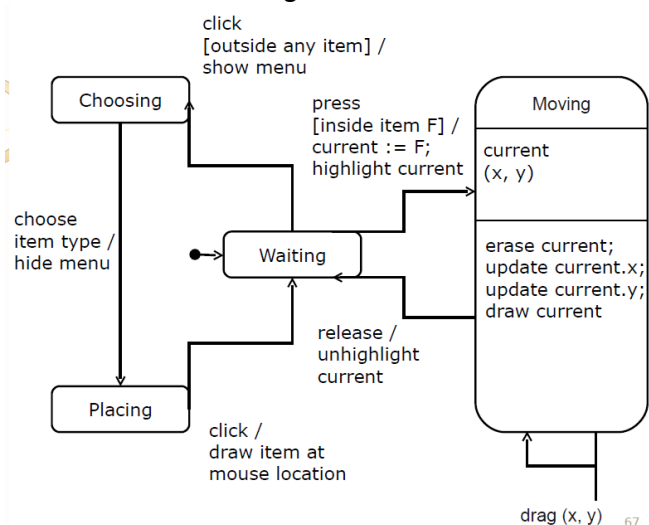 click
[outside any item] /
show menu
Choosing
press
[inside item F] /
current := F;
highlight current
Moving
current
(x, y)
choose
item type /
hide menu
Waiting
erase current;
update current.x;
update current.y;
draw current
release /
unhighlight
current
Placing
click /
draw item at
mouse location
drag (x, y)
67